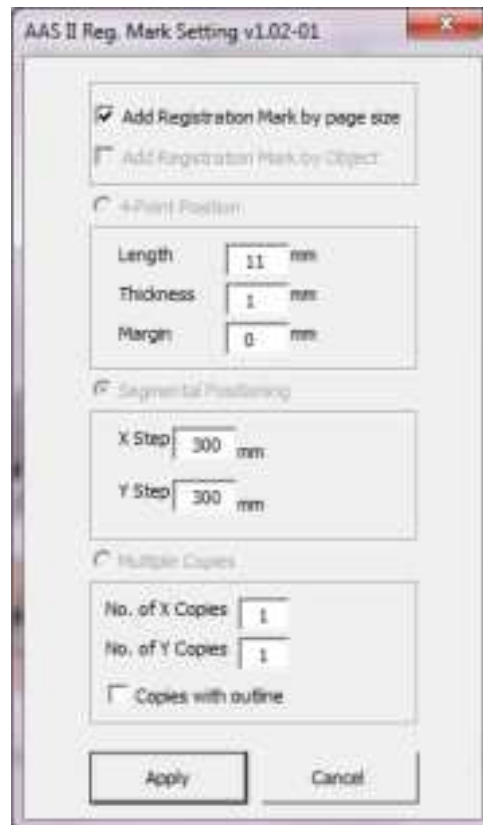 AAS II Reg. Mark Setting v1.02-01
Add Registration Mark by page size
Add Registration Mark by Object
4-Point Position
Length 11 mm
Thickness 1 mm
Margin 0 mm
Segmental Positioning
X Step 300 mm
Y Step 300 mm
Multiple Copies
No. of X Copies 1
No. of Y Copies 1
Copies with outline
Apply Cancel